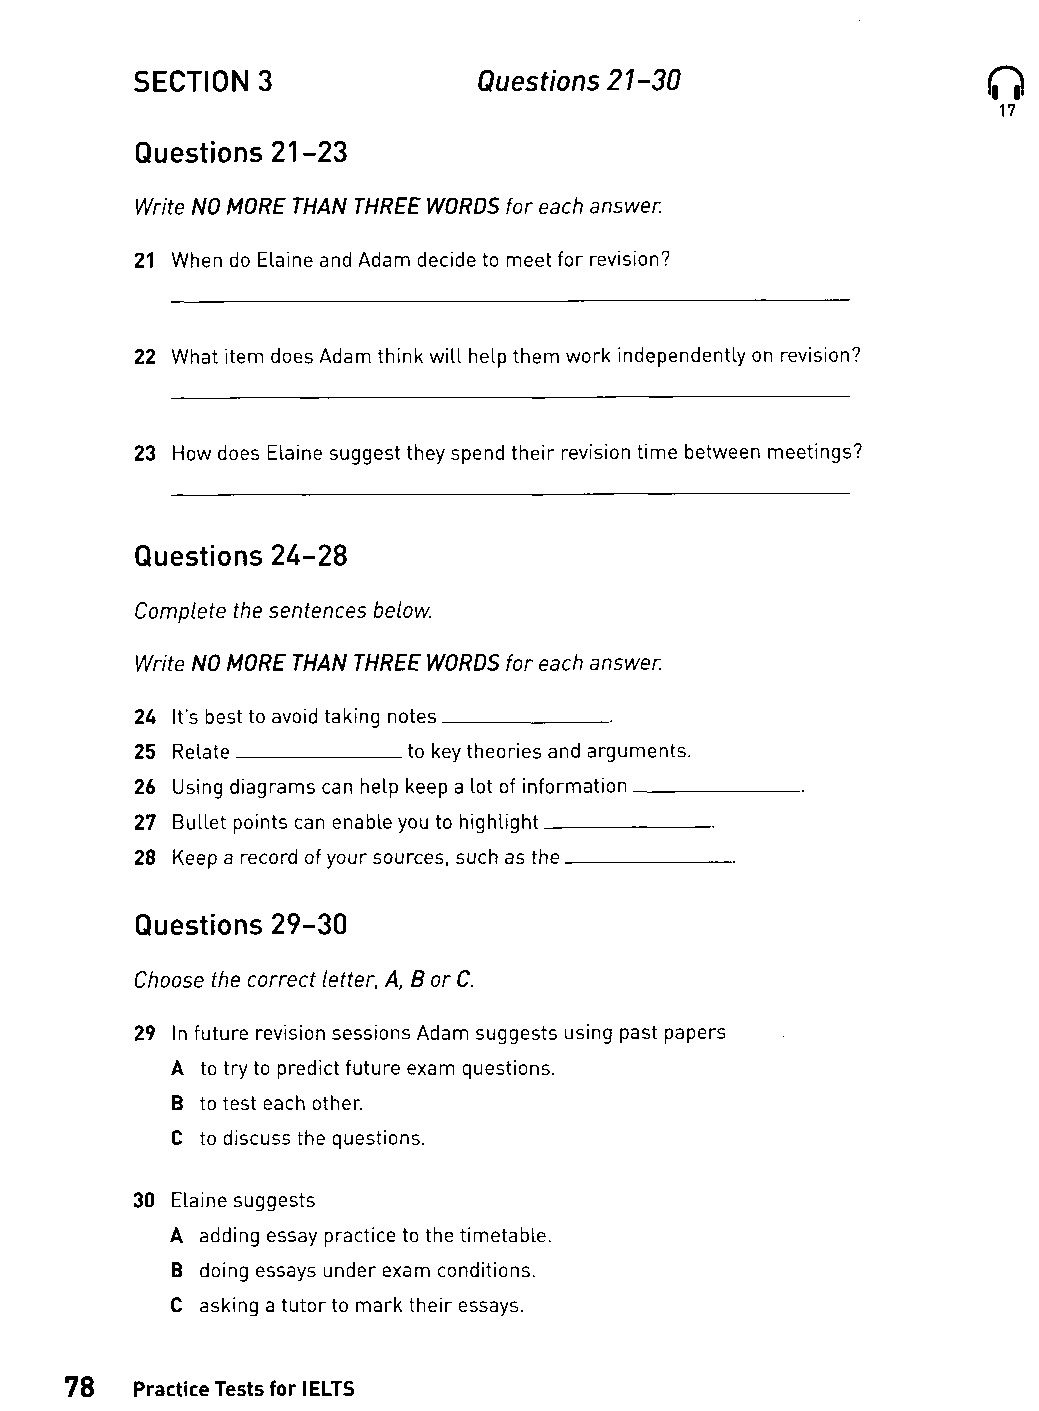 SECTION 3 Questions 21-30
17
Questions 21-23
Write NO MORE THAN THREE WORDS for each answer.
21 When do Elaine and Adam decide to meet for revision?
22 What item does Adam think will help them work independently on revision?
23 How does Elaine suggest they spend their revision time between meetings?
Questions 24-28
Complete the sentences below.
Write NO MORE THAN THREE WORDS for each answer.
24 It's best to avoid taking notes ____________.
25 Relate ____________ to key theories and arguments.
26 Using diagrams can help keep a lot of information ____________.
27 Bullet points can enable you to highlight ____________.
28 Keep a record of your sources, such as the ____________.
Questions 29-30
Choose the correct letter, A, B or C.
29 In future revision sessions Adam suggests using past papers
A to try to predict future exam questions.
B to test each other.
C to discuss the questions.
30 Elaine suggests
A adding essay practice to the timetable.
B doing essays under exam conditions.
C asking a tutor to mark their essays.
78 Practice Tests for IELTS